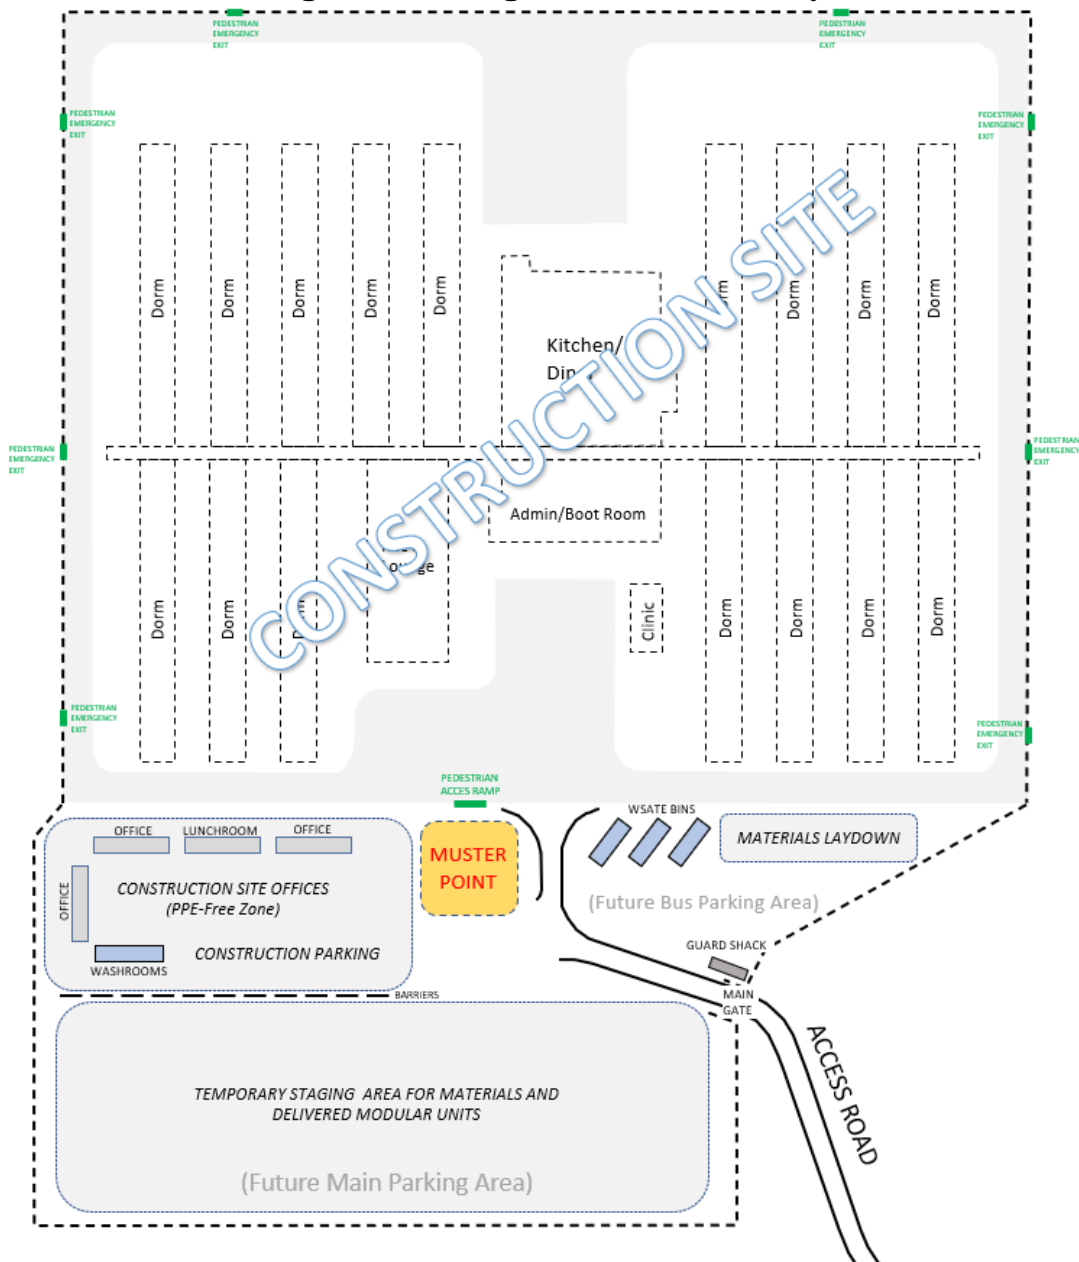 PEDESTRIAN
EMERGENCY
EXIT
PEDESTRIAN
EMERGENCY
EXIT
PEDESTRIAN
EMERGENCY
EXIT
PEDESTRIAN
EMERGENCY
EXIT
Dorm
Dorm
Dorm
Dorm
Dorm
Dorm
Dorm
Dorm
Kitchen/
CONSTRUCTION SITE
PEDESTRIAN
EMERGENCY
EXIT
PEDESTRIAN
EMERGENCY
EXIT
Admin/Boot Room
Dorm
Dorm
Dorm
Clinic
Dorm
Dorm
Dorm
Dorm
PEDESTRIAN
EMERGENCY
EXIT
PEDESTRIAN
EMERGENCY
EXIT
PEDESTRIAN
ACCES RAMP
OFFICE
LUNCHROOM
OFFICE
OFFICE
CONSTRUCTION SITE OFFICES
(PPE-Free Zone)
CONSTRUCTION PARKING
WASHROOMS
MUSTER
POINT
WSATE BINS
MATERIALS LAYDOWN
(Future Bus Parking Area)
GUARD SHACK
MAIN
GATE
BARRIERS
ACCESS ROAD
TEMPORARY STAGING AREA FOR MATERIALS AND
DELIVERED MODULAR UNITS
(Future Main Parking Area)